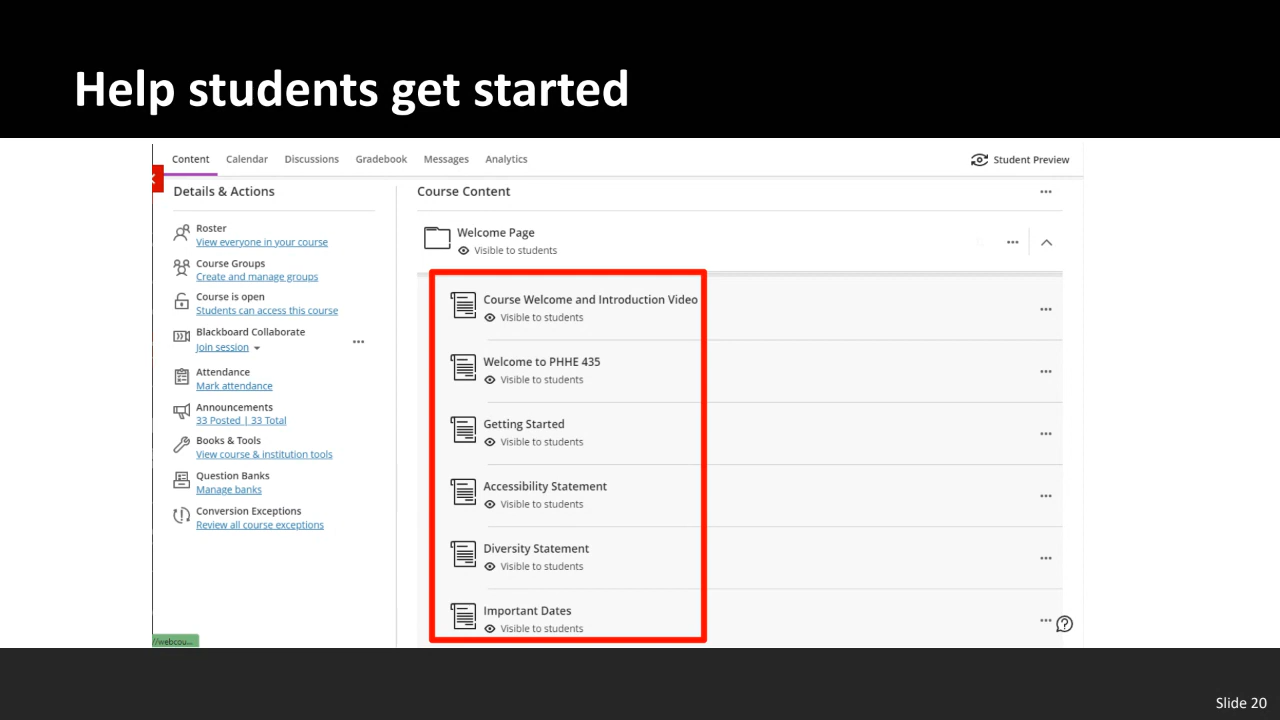 Help students get started
Content Calendar Discussions Gradebook Messages Analytics Student Preview
Details & Actions
Roster
View everyone in your course
Course Groups
Create and manage groups
Course is open
Students can access this course
Blackboard Collaborate
Join session
Attendance
Mark attendance
Announcements
33 Posted | 33 Total
Books & Tools
View course & institution tools
Question Banks
Manage banks
Conversion Exceptions
Review all course exceptions
Course Content
Welcome Page
Visible to students
Course Welcome and Introduction Video
Visible to students
Welcome to PHHE 435
Visible to students
Getting Started
Visible to students
Accessibility Statement
Visible to students
Diversity Statement
Visible to students
Important Dates
Visible to students
//webcou...
Slide 20